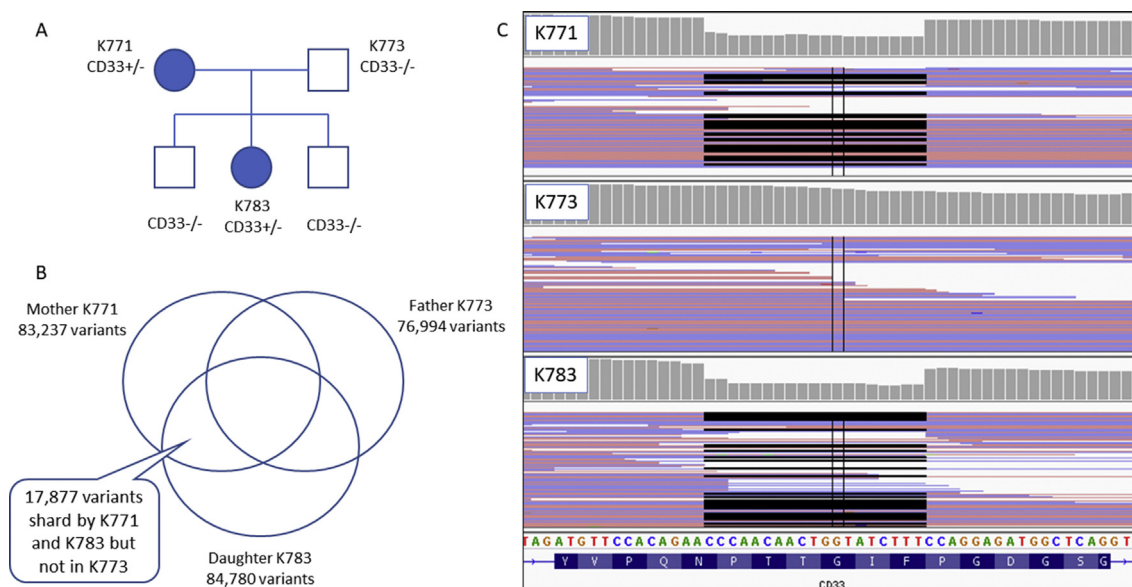 A
K771
CD33+/-
K773
CD33-/-
CD33-/-
K783
CD33+/-
CD33-/-
B
Mother K771
83,237 variants
Father K773
76,994 variants
17,877 variants
shard by K771
and K783 but
not in K773
Daughter K783
84,780 variants
C
K771
K773
K783
TAGATGTTCCACAGAACCCAACAACTGGTATCTTTCCAGGAGATGGCTCAGGT
Y V P Q N P T T G I F P G D G S G
CD33